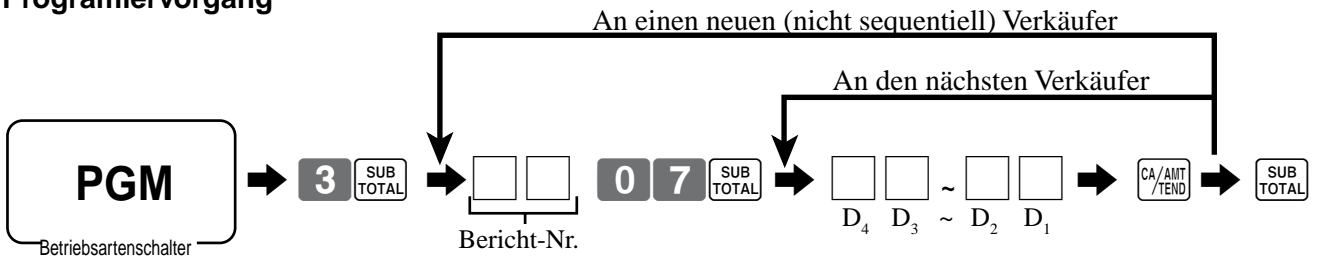 Programmiervorgang
An einen neuen (nicht sequentiell) Verkäufer
An den nächsten Verkäufer
PGM 3 SUB TOTAL 0 7 SUB TOTAL ~ CA/AMT TEND SUB TOTAL
D4 D3 ~ D2 D1
Bericht-Nr.
Betriebsartenschalter